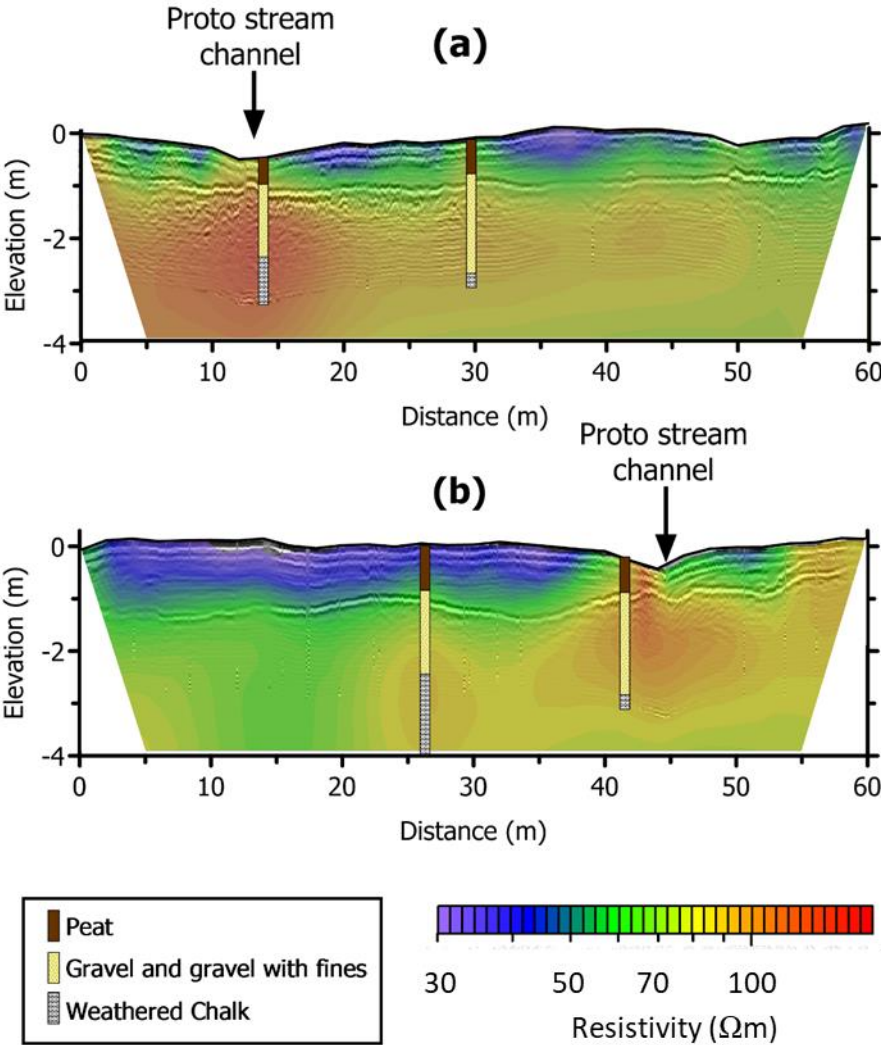 Proto stream
channel
(a)
0
-2
-4
Elevation (m)
0 10 20 30 40 50 60
Distance (m)
Proto stream
channel
(b)
0
-2
-4
Elevation (m)
0 10 20 30 40 50 60
Distance (m)
Peat
Gravel and gravel with fines
Weathered Chalk
30 50 70 100
Resistivity (Ωm)